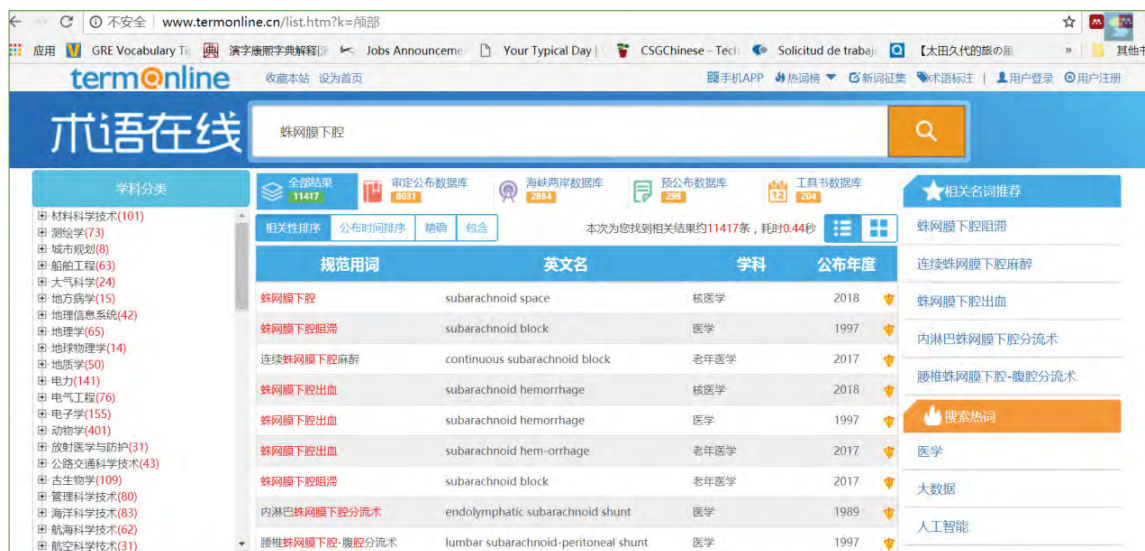 不安全 | www.termonline.cn/list.htm?k=颅部
应用 GRE Vocabulary Ti 漢字康熙字典解释 Jobs Announceme Your Typical Day | CSGChinese - Tech Solicitud de trabaj 【太田久代的旅の » 其他书
termonline 收藏本站 设为首页 手机APP 热词榜 新词征集 术语标注 | 用户登录 用户注册
术语在线 蛛网膜下腔
学科分类
材料科学技术(101)
测绘学(73)
城市规划(8)
船舶工程(63)
大气科学(24)
地方病学(15)
地理信息系统(42)
地理学(65)
地球物理学(14)
地质学(50)
电力(141)
电气工程(76)
电子学(155)
动物学(401)
放射医学与防护(31)
公路交通科学技术(43)
古生物学(109)
管理科学技术(80)
海洋科学技术(83)
航海科学技术(62)
航空科学技术(31)
全部结果 11417 审定公布数据库 8031 海峡两岸数据库 2884 预公布数据库 298 工具书数据库 204
相关性排序 公布时间排序 精确 包含 本次为您找到相关结果约11417条，耗时0.44秒
规范用词 英文名 学科 公布年度
蛛网膜下腔 subarachnoid space 核医学 2018
蛛网膜下腔阻滞 subarachnoid block 医学 1997
连续蛛网膜下腔麻醉 continuous subarachnoid block 老年医学 2017
蛛网膜下腔出血 subarachnoid hemorrhage 核医学 2018
蛛网膜下腔出血 subarachnoid hemorrhage 医学 1997
蛛网膜下腔出血 subarachnoid hem-orrhage 老年医学 2017
蛛网膜下腔阻滞 subarachnoid block 老年医学 2017
内淋巴蛛网膜下腔分流术 endolymphatic subarachnoid shunt 医学 1989
腰椎蛛网膜下腔-腹腔分流术 lumbar subarachnoid-peritoneal shunt 医学 1997
相关名词推荐
蛛网膜下腔阻滞
连续蛛网膜下腔麻醉
蛛网膜下腔出血
内淋巴蛛网膜下腔分流术
腰椎蛛网膜下腔-腹腔分流术
搜索热词
医学
大数据
人工智能